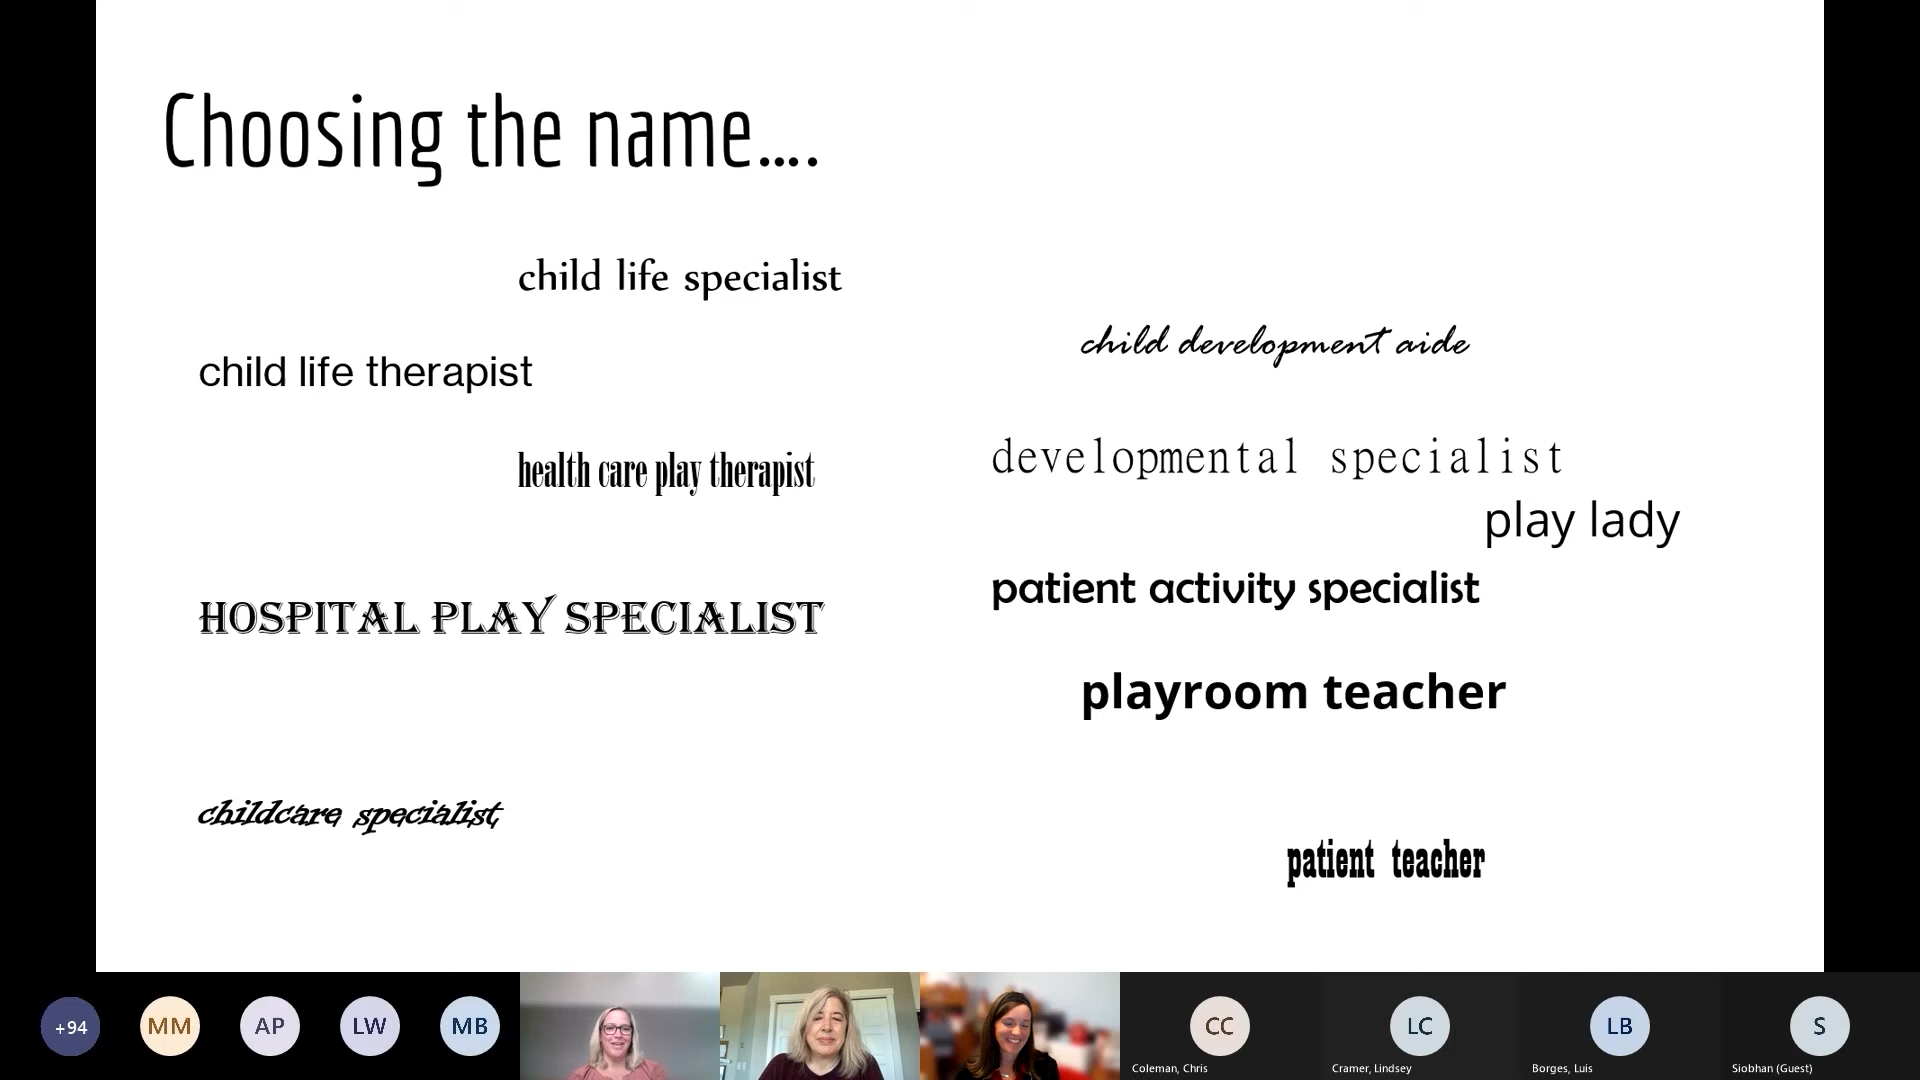 Choosing the name….
child life specialist
child development aide
child life therapist
developmental specialist
health care play therapist
play lady
patient activity specialist
HOSPITAL PLAY SPECIALIST
playroom teacher
childcare specialist
patient teacher
+94
MM
AP
LW
MB
CC
LC
LB
S
Coleman, Chris
Cramer, Lindsey
Borges, Luis
Siobhan (Guest)